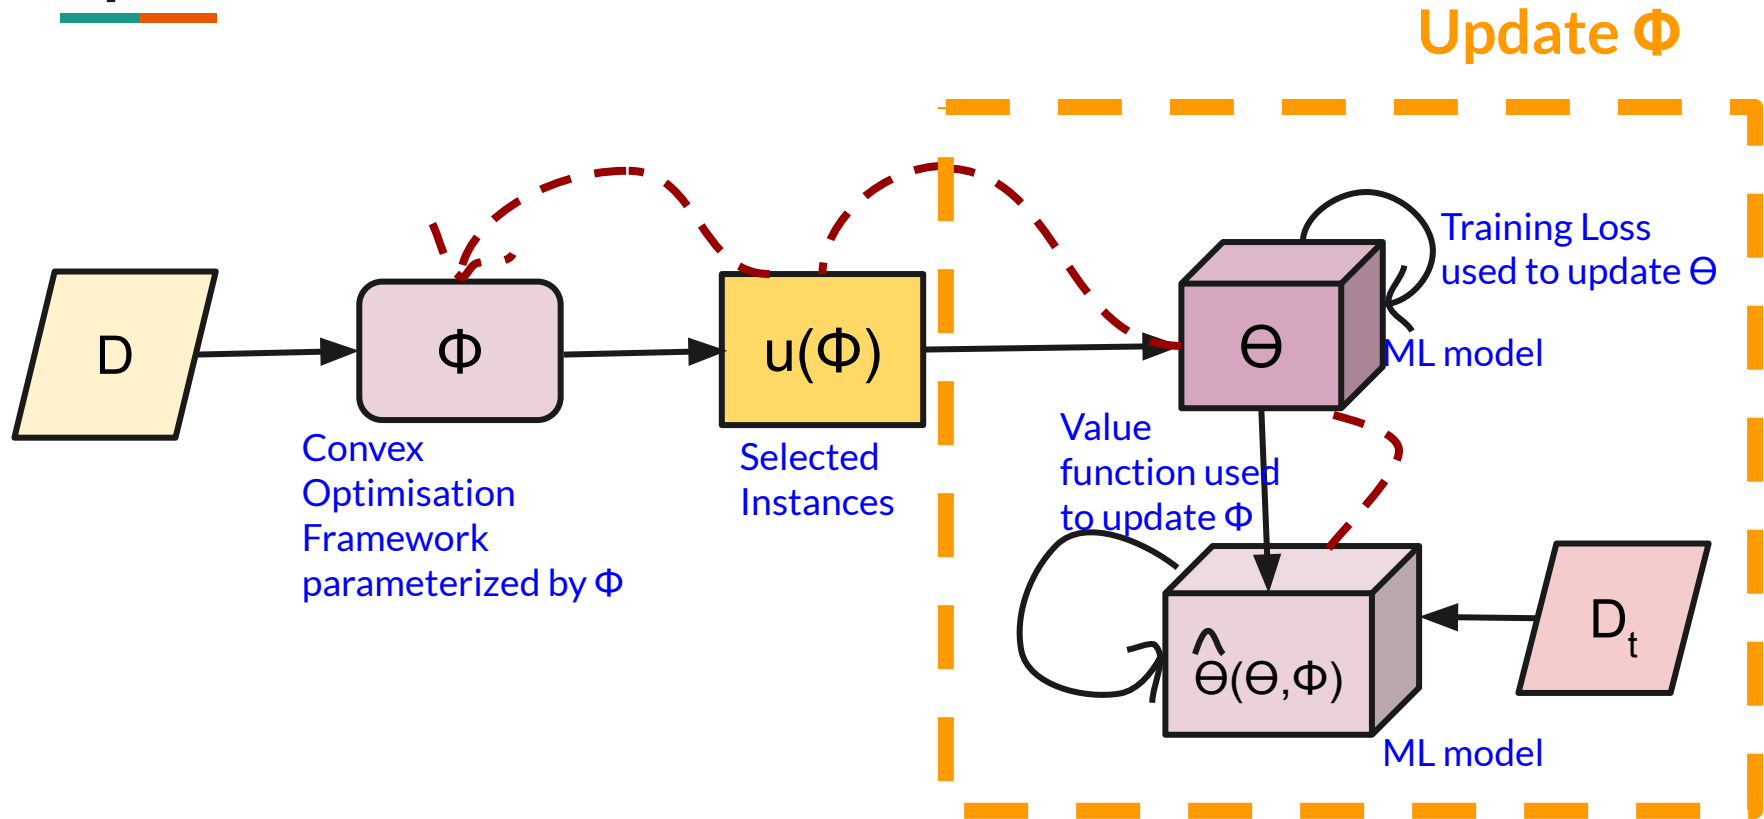 Update Φ
Training Loss
used to update Ɵ
D
Φ
u(Φ)
Ɵ
ML model
Convex
Optimisation
Framework
parameterized by Φ
Selected
Instances
Value
function used
to update Φ
Ɵ̂(Ɵ,Φ)
D_t
ML model